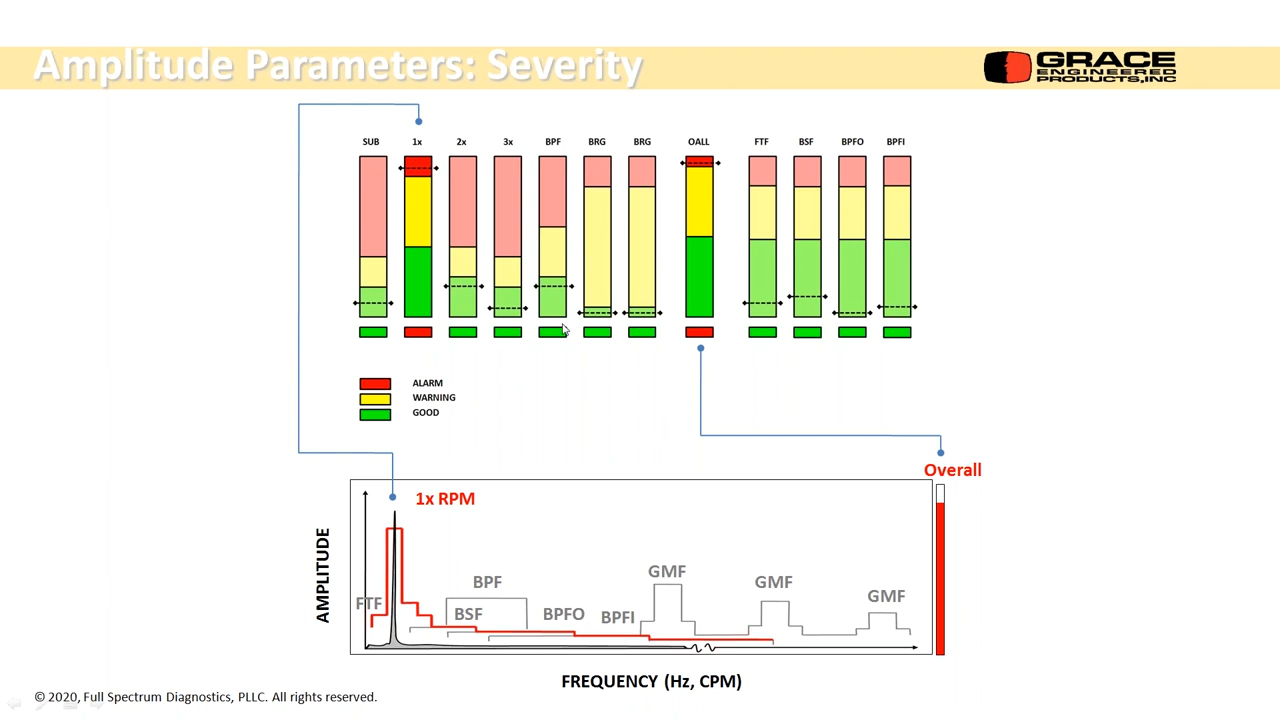 Amplitude Parameters: Severity
GRACE
ENGINEERED
PRODUCTS, INC
SUB 1x 2x 3x BPF BRG BRG OALL FTF BSF BPFO BPFI
ALARM
WARNING
GOOD
Overall
1x RPM
AMPLITUDE
FTF
BPF
BSF
BPFO
BPFI
GMF
GMF
GMF
FREQUENCY (Hz, CPM)
© 2020, Full Spectrum Diagnostics, PLLC. All rights reserved.